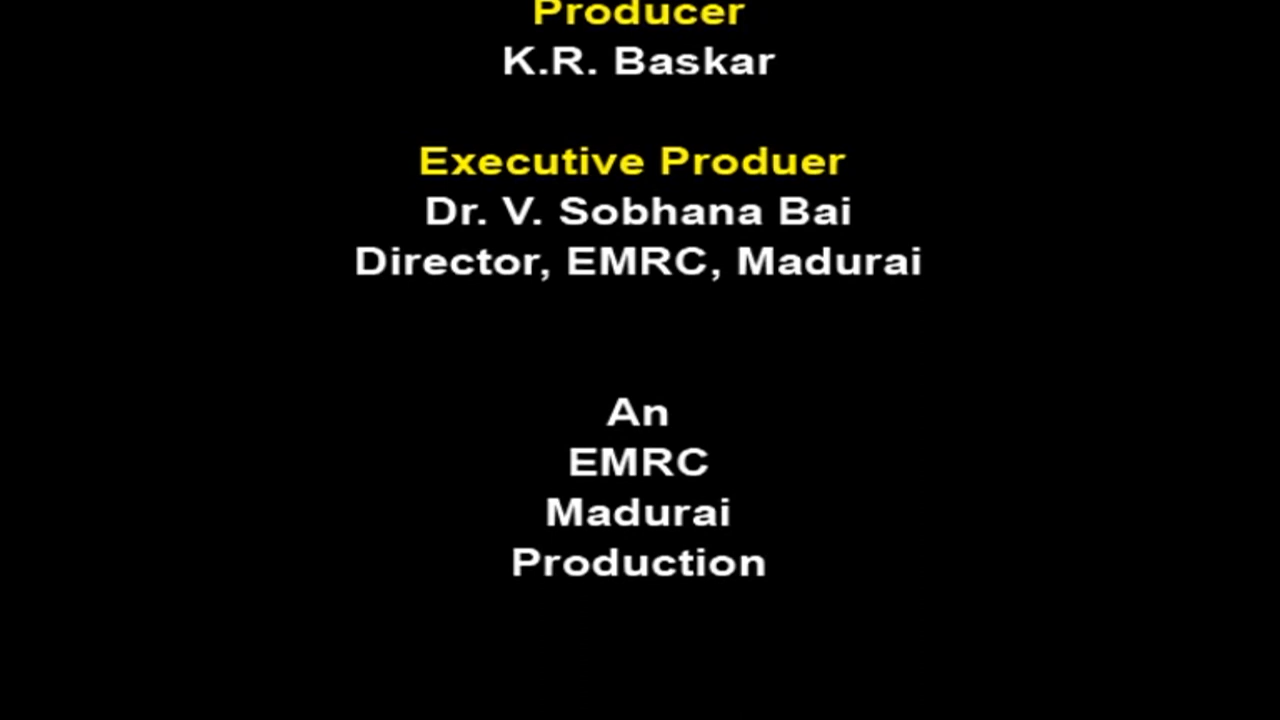 Producer
K.R. Baskar
Executive Produer
Dr. V. Sobhana Bai
Director, EMRC, Madurai
An
EMRC
Madurai
Production